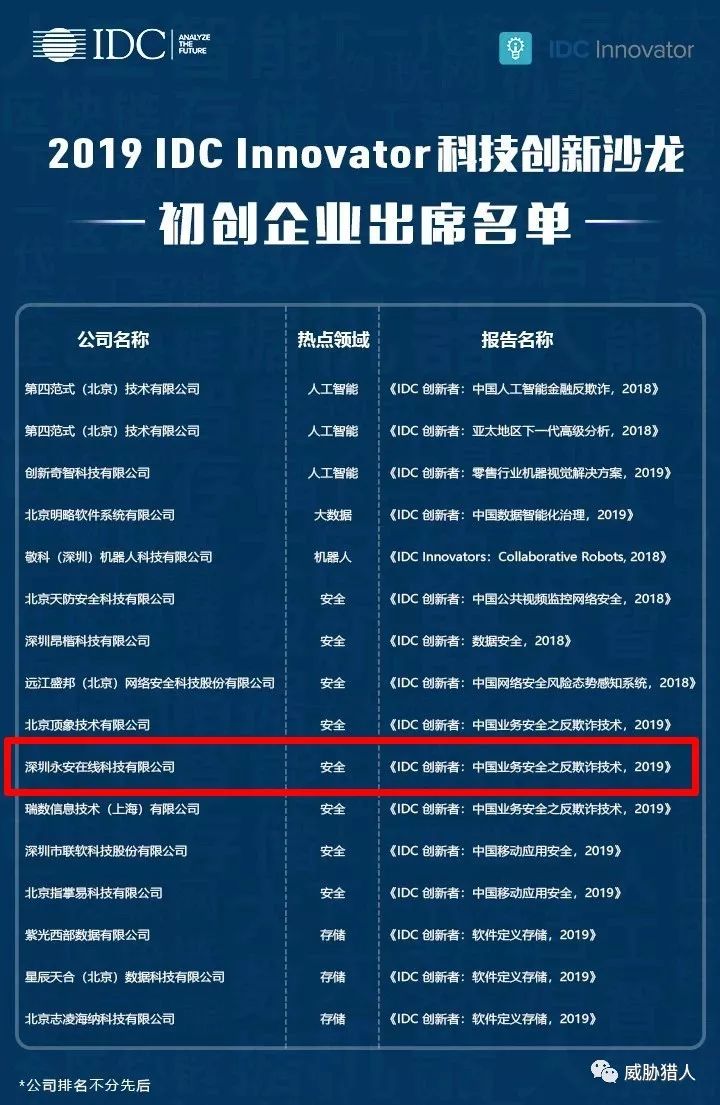 IDC ANALYZE THE FUTURE
IDC Innovator
2019 IDC Innovator科技创新沙龙
初创企业出席名单
公司名称 热点领域 报告名称
第四范式（北京）技术有限公司 人工智能 《IDC 创新者：中国人工智能金融反欺诈，2018》
第四范式（北京）技术有限公司 人工智能 《IDC 创新者：亚太地区下一代高级分析，2018》
创新奇智科技有限公司 人工智能 《IDC 创新者：零售行业机器视觉解决方案，2019》
北京明略软件系统有限公司 大数据 《IDC 创新者：中国数据智能化治理，2019》
敬科（深圳）机器人科技有限公司 机器人 《IDC Innovators：Collaborative Robots, 2018》
北京天防安全科技有限公司 安全 《IDC 创新者：中国公共视频监控网络安全，2018》
深圳昂楷科技有限公司 安全 《IDC 创新者：数据安全，2018》
远江盛邦（北京）网络安全科技股份有限公司 安全 《IDC 创新者：中国网络安全风险态势感知系统，2018》
北京顶象技术有限公司 安全 《IDC 创新者：中国业务安全之反欺诈技术，2019》
深圳永安在线科技有限公司 安全 《IDC 创新者：中国业务安全之反欺诈技术，2019》
瑞数信息技术（上海）有限公司 安全 《IDC 创新者：中国业务安全之反欺诈技术，2019》
深圳市联软科技股份有限公司 安全 《IDC 创新者：中国移动应用安全，2019》
北京指掌易科技有限公司 安全 《IDC 创新者：中国移动应用安全，2019》
紫光西部数据有限公司 存储 《IDC 创新者：软件定义存储，2019》
星辰天合（北京）数据科技有限公司 存储 《IDC 创新者：软件定义存储，2019》
北京志凌海纳科技有限公司 存储 《IDC 创新者：软件定义存储，2019》
*公司排名不分先后
威胁猎人